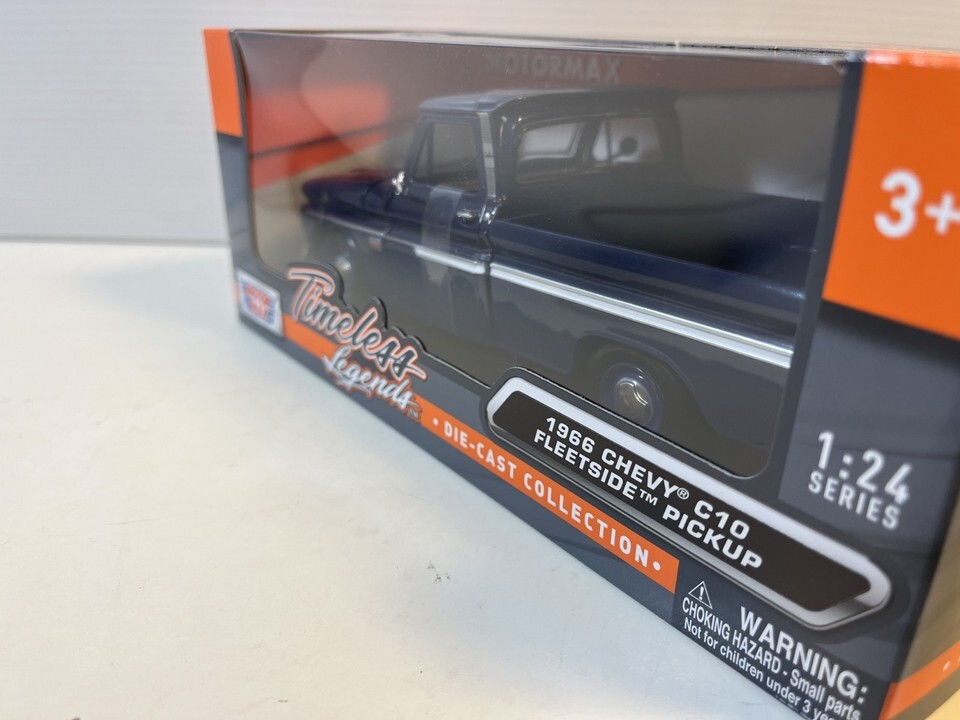 MOTORMAX
3+
Timeless
Legends™
• DIE-CAST COLLECTION •
1966 CHEVY® C10
FLEETSIDE™ PICKUP
1:24
SERIES
WARNING:
CHOKING HAZARD - Small parts
Not for children under 3